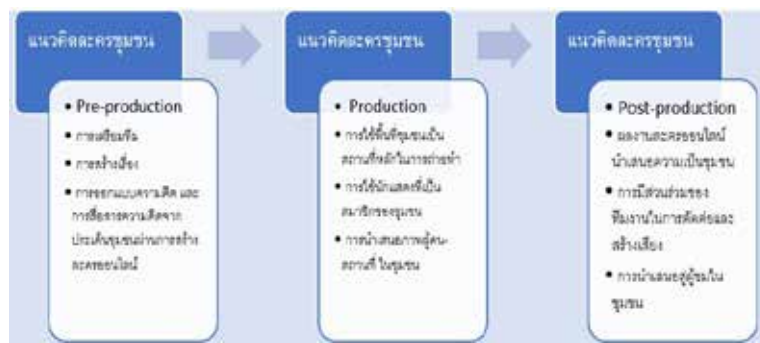 แนวคิดละครชุมชน
• Pre-production
• การเตรียมทีม
• การสร้างเรื่อง
• การออกแบบความคิด และ
การสื่อสารความคิดจาก
ประเด็นชุมชนผ่านการสร้าง
ละครออนไลน์
แนวคิดละครชุมชน
• Production
• การใช้พื้นที่ชุมชนเป็น
สถานที่หลักในการถ่ายทำ
• การใช้นักแสดงที่เป็น
สมาชิกของชุมชน
• การนำเสนอภาพผู้คน-
สถานที่ ในชุมชน
แนวคิดละครชุมชน
• Post-production
• ผลงานละครออนไลน์
นำเสนอความเป็นชุมชน
• การมีส่วนร่วมของ
ทีมงานในการตัดต่อและ
สร้างเสียง
• การนำเสนอสู่ผู้ชมใน
ชุมชน